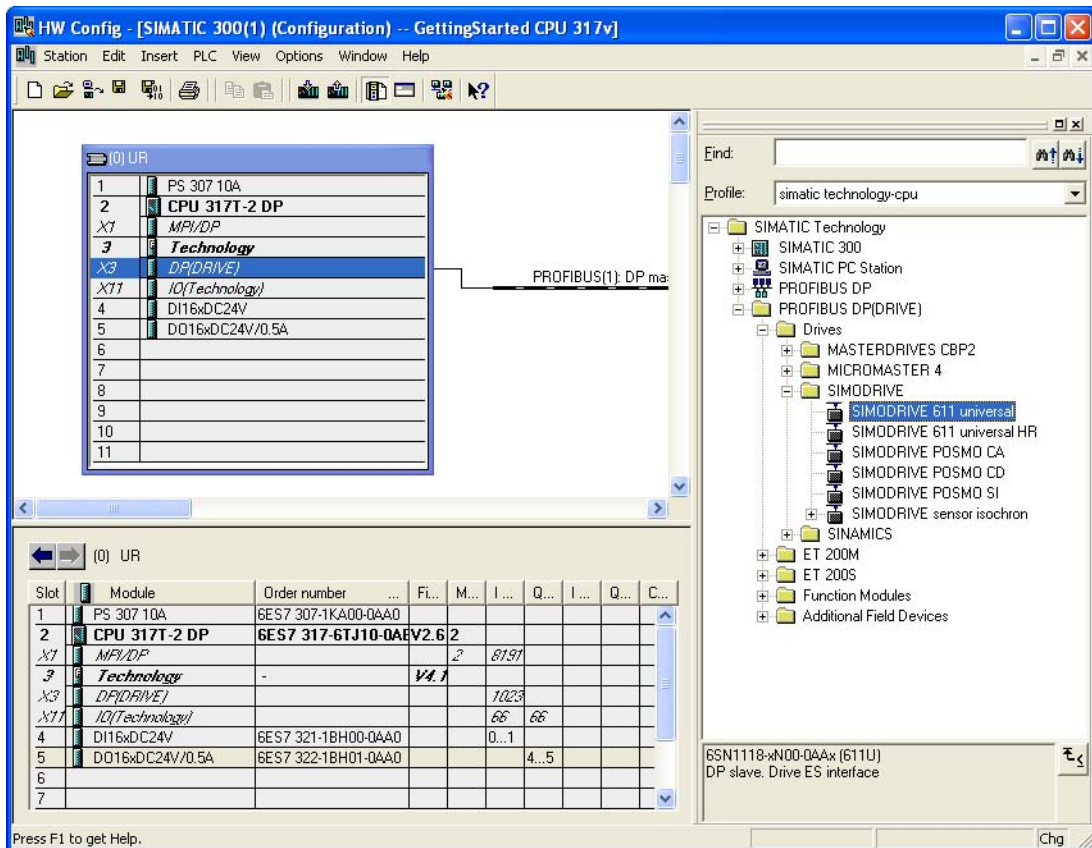 HW Config - [SIMATIC 300(1) (Configuration) -- GettingStarted CPU 317v]
Station Edit Insert PLC View Options Window Help
(0) UR
1 PS 307 10A
2 CPU 317T-2 DP
X1 MPI/DP
3 Technology
X3 DP(DRIVE)
X11 IO(Technology)
4 DI16xDC24V
5 DO16xDC24V/0.5A
6
7
8
9
10
11
PROFIBUS(1): DP ma
Find:
Profile: simatic technology-cpu
SIMATIC Technology
SIMATIC 300
SIMATIC PC Station
PROFIBUS DP
PROFIBUS DP(DRIVE)
Drives
MASTERDRIVES CBP2
MICROMASTER 4
SIMODRIVE
SIMODRIVE 611 universal
SIMODRIVE 611 universal HR
SIMODRIVE POSMO CA
SIMODRIVE POSMO CD
SIMODRIVE POSMO SI
SIMODRIVE sensor isochron
SINAMICS
ET 200M
ET 200S
Function Modules
Additional Field Devices
(0) UR
Slot Module Order number ... Fi... M... I ... Q... I ... Q... C...
1 PS 307 10A 6ES7 307-1KA00-0AA0
2 CPU 317T-2 DP 6ES7 317-6TJ10-0AB V2.6 2
X1 MPI/DP 2 8191
3 Technology - V4.1
X3 DP(DRIVE) 1023
X11 IO(Technology) 66 66
4 DI16xDC24V 6ES7 321-1BH00-0AA0 0...1
5 DO16xDC24V/0.5A 6ES7 322-1BH01-0AA0 4...5
6
7
6SN1118-xN00-0AAx (611U)
DP slave. Drive ES interface
Press F1 to get Help.
Chg